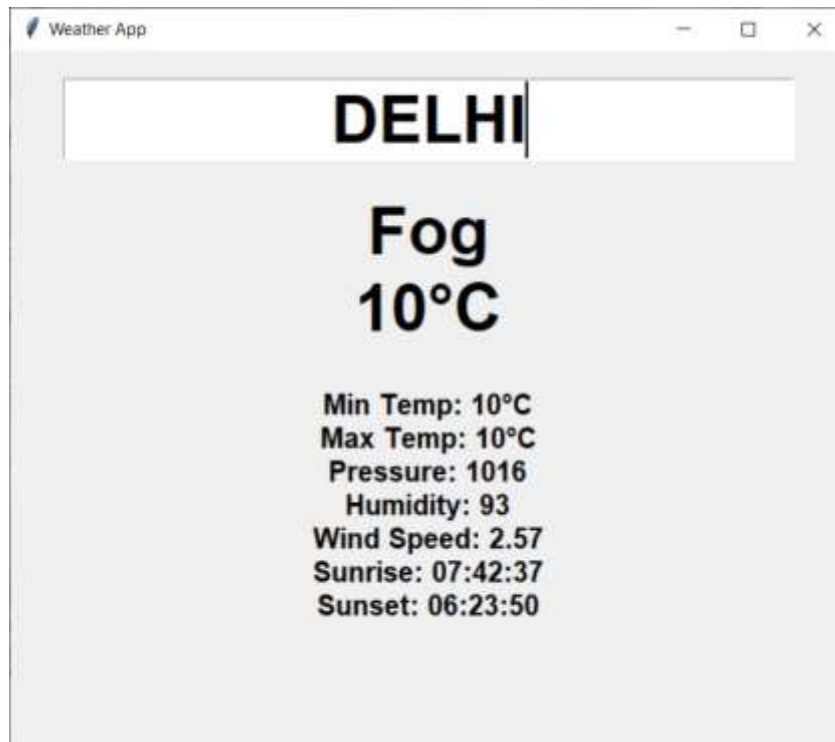 Weather App
DELHI
Fog
10°C
Min Temp: 10°C
Max Temp: 10°C
Pressure: 1016
Humidity: 93
Wind Speed: 2.57
Sunrise: 07:42:37
Sunset: 06:23:50